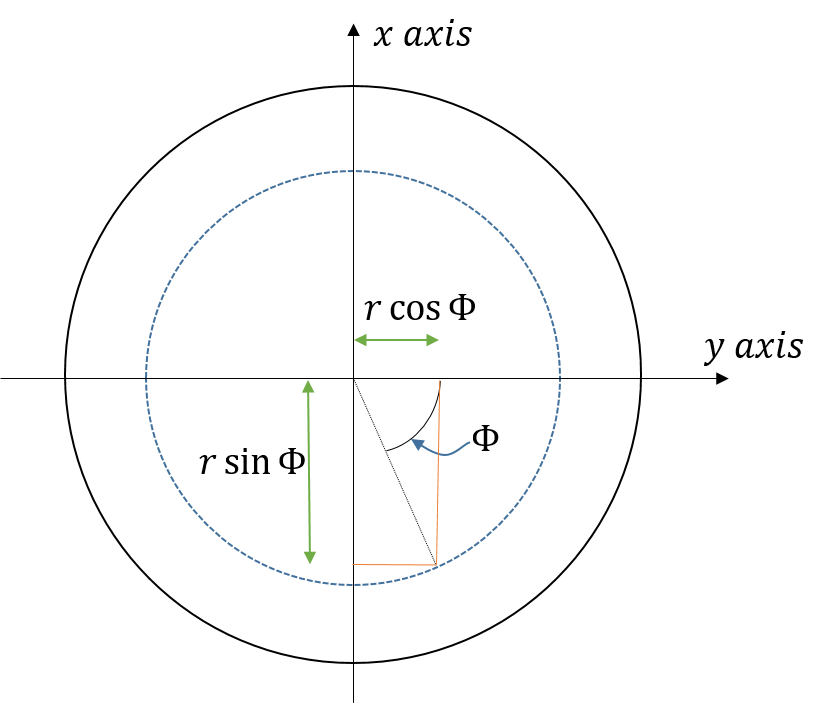 x axis
r cos Φ
y axis
Φ
r sin Φ